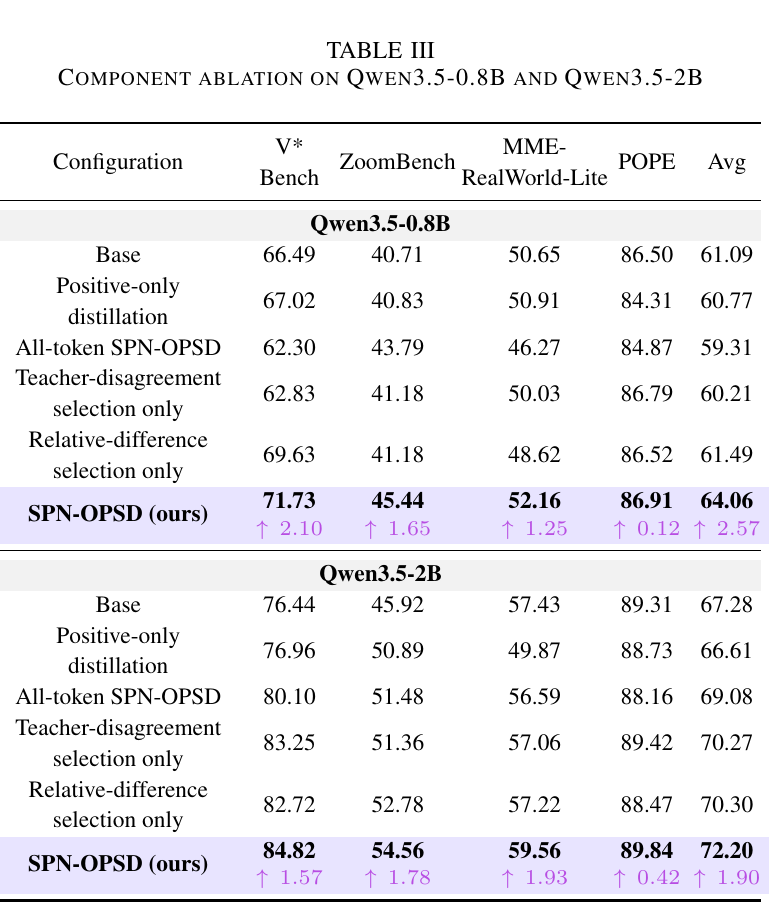 TABLE III
COMPONENT ABLATION ON QWEN3.5-0.8B AND QWEN3.5-2B
Configuration V* Bench ZoomBench MME-RealWorld-Lite POPE Avg
Qwen3.5-0.8B
Base 66.49 40.71 50.65 86.50 61.09
Positive-only distillation 67.02 40.83 50.91 84.31 60.77
All-token SPN-OPSD 62.30 43.79 46.27 84.87 59.31
Teacher-disagreement selection only 62.83 41.18 50.03 86.79 60.21
Relative-difference selection only 69.63 41.18 48.62 86.52 61.49
SPN-OPSD (ours) 71.73 45.44 52.16 86.91 64.06
↑ 2.10 ↑ 1.65 ↑ 1.25 ↑ 0.12 ↑ 2.57
Qwen3.5-2B
Base 76.44 45.92 57.43 89.31 67.28
Positive-only distillation 76.96 50.89 49.87 88.73 66.61
All-token SPN-OPSD 80.10 51.48 56.59 88.16 69.08
Teacher-disagreement selection only 83.25 51.36 57.06 89.42 70.27
Relative-difference selection only 82.72 52.78 57.22 88.47 70.30
SPN-OPSD (ours) 84.82 54.56 59.56 89.84 72.20
↑ 1.57 ↑ 1.78 ↑ 1.93 ↑ 0.42 ↑ 1.90